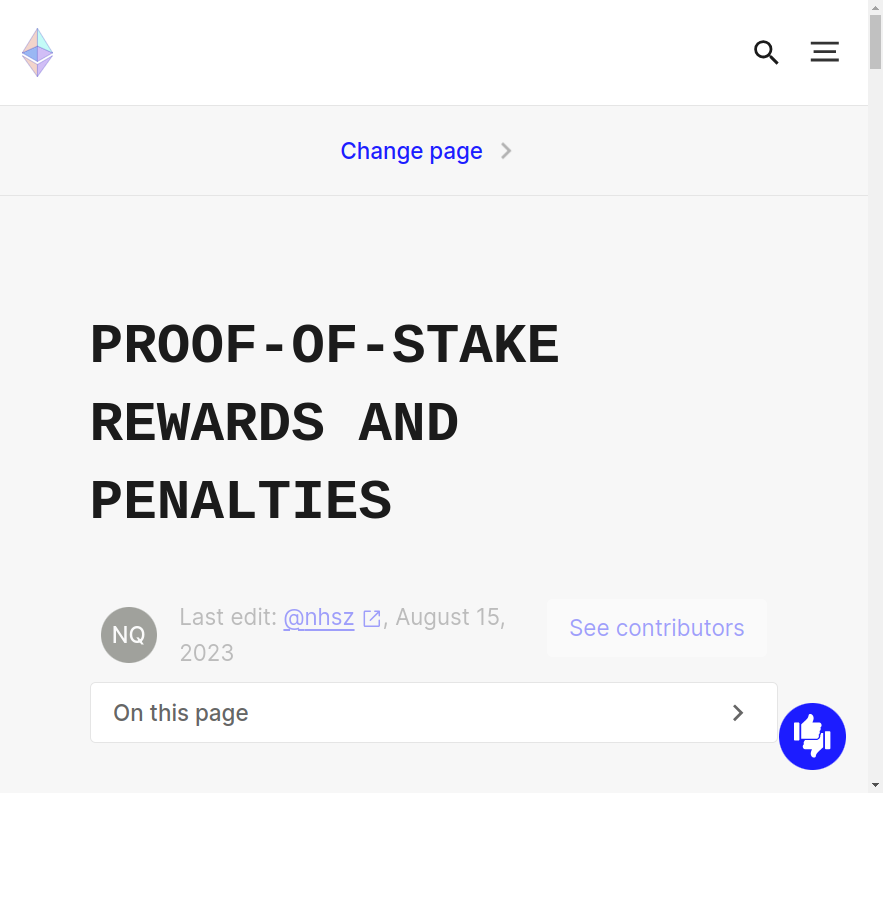 Change page
PROOF-OF-STAKE
REWARDS AND
PENALTIES
NQ
Last edit: @nhsz, August 15,
2023
See contributors
On this page